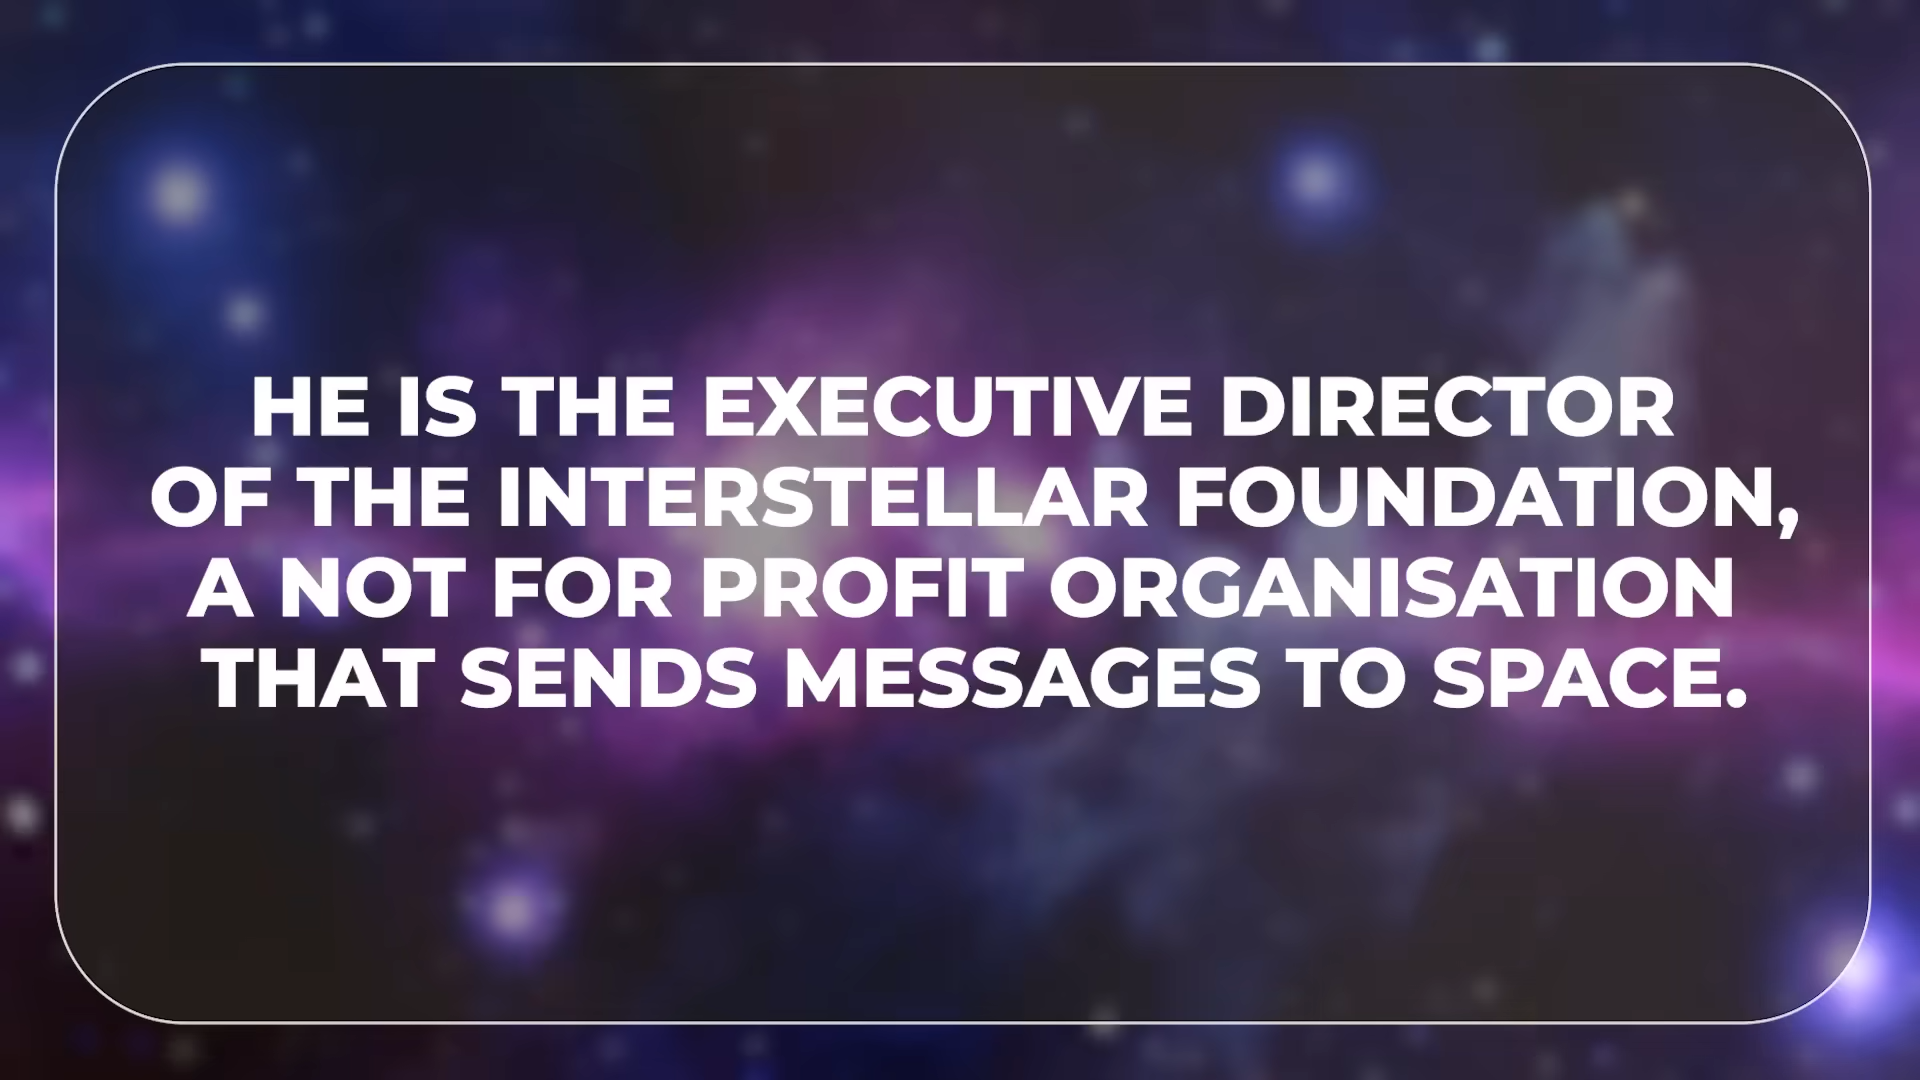 HE IS THE EXECUTIVE DIRECTOR
OF THE INTERSTELLAR FOUNDATION,
A NOT FOR PROFIT ORGANISATION
THAT SENDS MESSAGES TO SPACE.